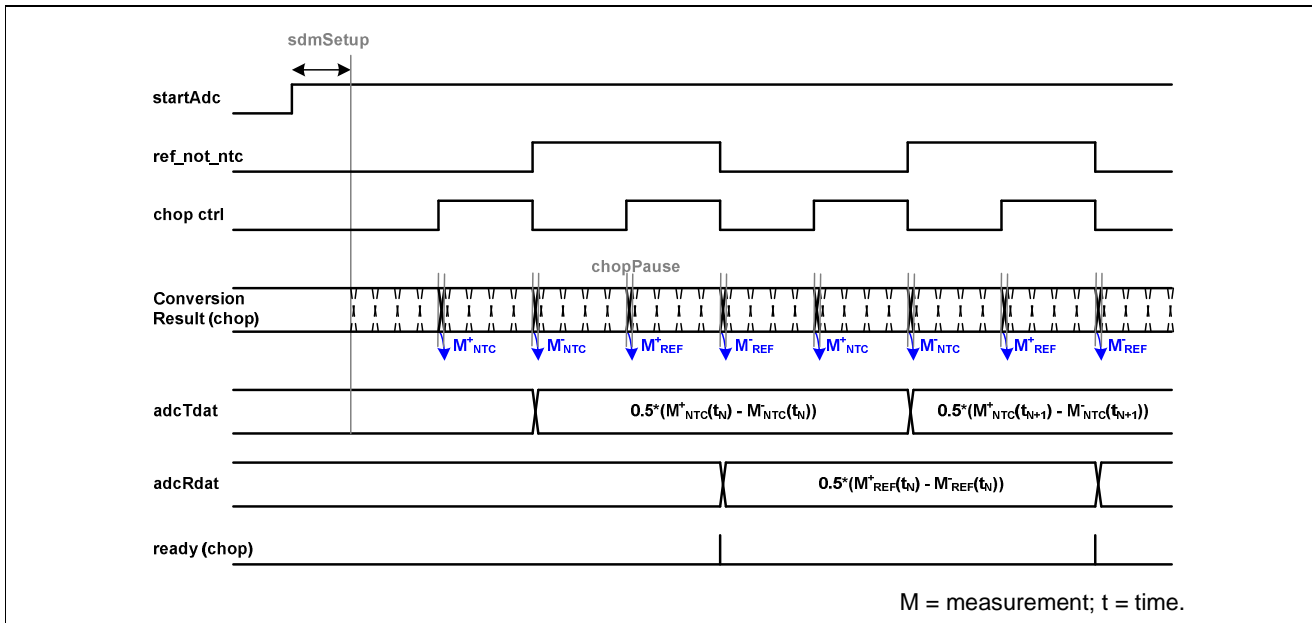 sdmSetup
startAdc
ref_not_ntc
chop ctrl
chopPause
Conversion
Result (chop)
M⁺NTC M⁻NTC M⁺REF M⁻REF M⁺NTC M⁻NTC M⁺REF M⁻REF
adcTdat 0.5*(M⁺NTC(tN) - M⁻NTC(tN)) 0.5*(M⁺NTC(tN+1) - M⁻NTC(tN+1))
adcRdat 0.5*(M⁺REF(tN) - M⁻REF(tN))
ready (chop)
M = measurement; t = time.